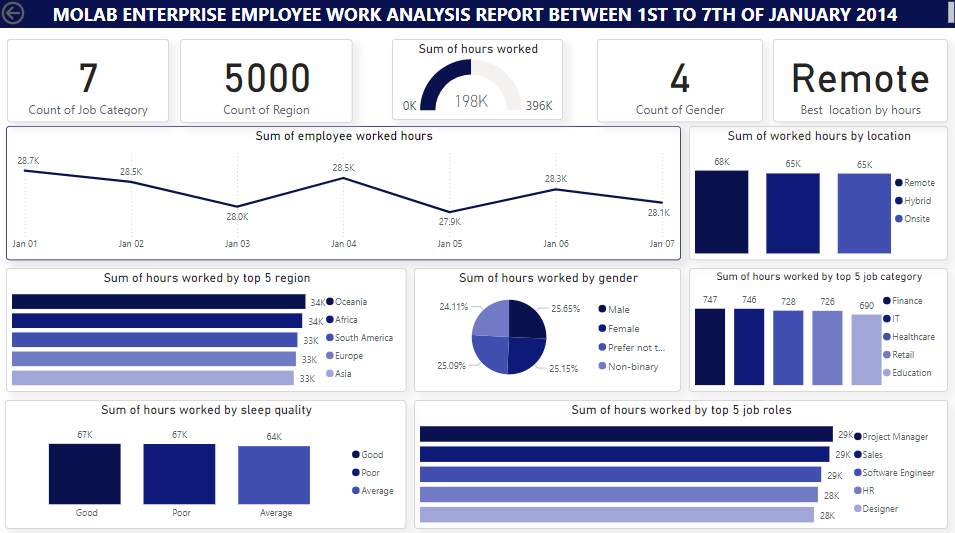 MOLAB ENTERPRISE EMPLOYEE WORK ANALYSIS REPORT BETWEEN 1ST TO 7TH OF JANUARY 2014
7
Count of Job Category
5000
Count of Region
Sum of hours worked
0K
198K
396K
4
Count of Gender
Remote
Best location by hours
Sum of employee worked hours
28.7K
28.5K
28.0K
28.5K
27.9K
28.3K
28.1K
Jan 01
Jan 02
Jan 03
Jan 04
Jan 05
Jan 06
Jan 07
Sum of worked hours by location
68K
65K
65K
Remote
Hybrid
Onsite
Sum of hours worked by top 5 region
34K
34K
33K
33K
33K
Oceania
Africa
South America
Europe
Asia
Sum of hours worked by gender
24.11%
25.65%
25.09%
25.15%
Male
Female
Prefer not t...
Non-binary
Sum of hours worked by top 5 job category
747
746
728
726
690
Finance
IT
Healthcare
Retail
Education
Sum of hours worked by sleep quality
67K
67K
64K
Good
Poor
Average
Good
Poor
Average
Sum of hours worked by top 5 job roles
29K
29K
29K
28K
28K
Project Manager
Sales
Software Engineer
HR
Designer